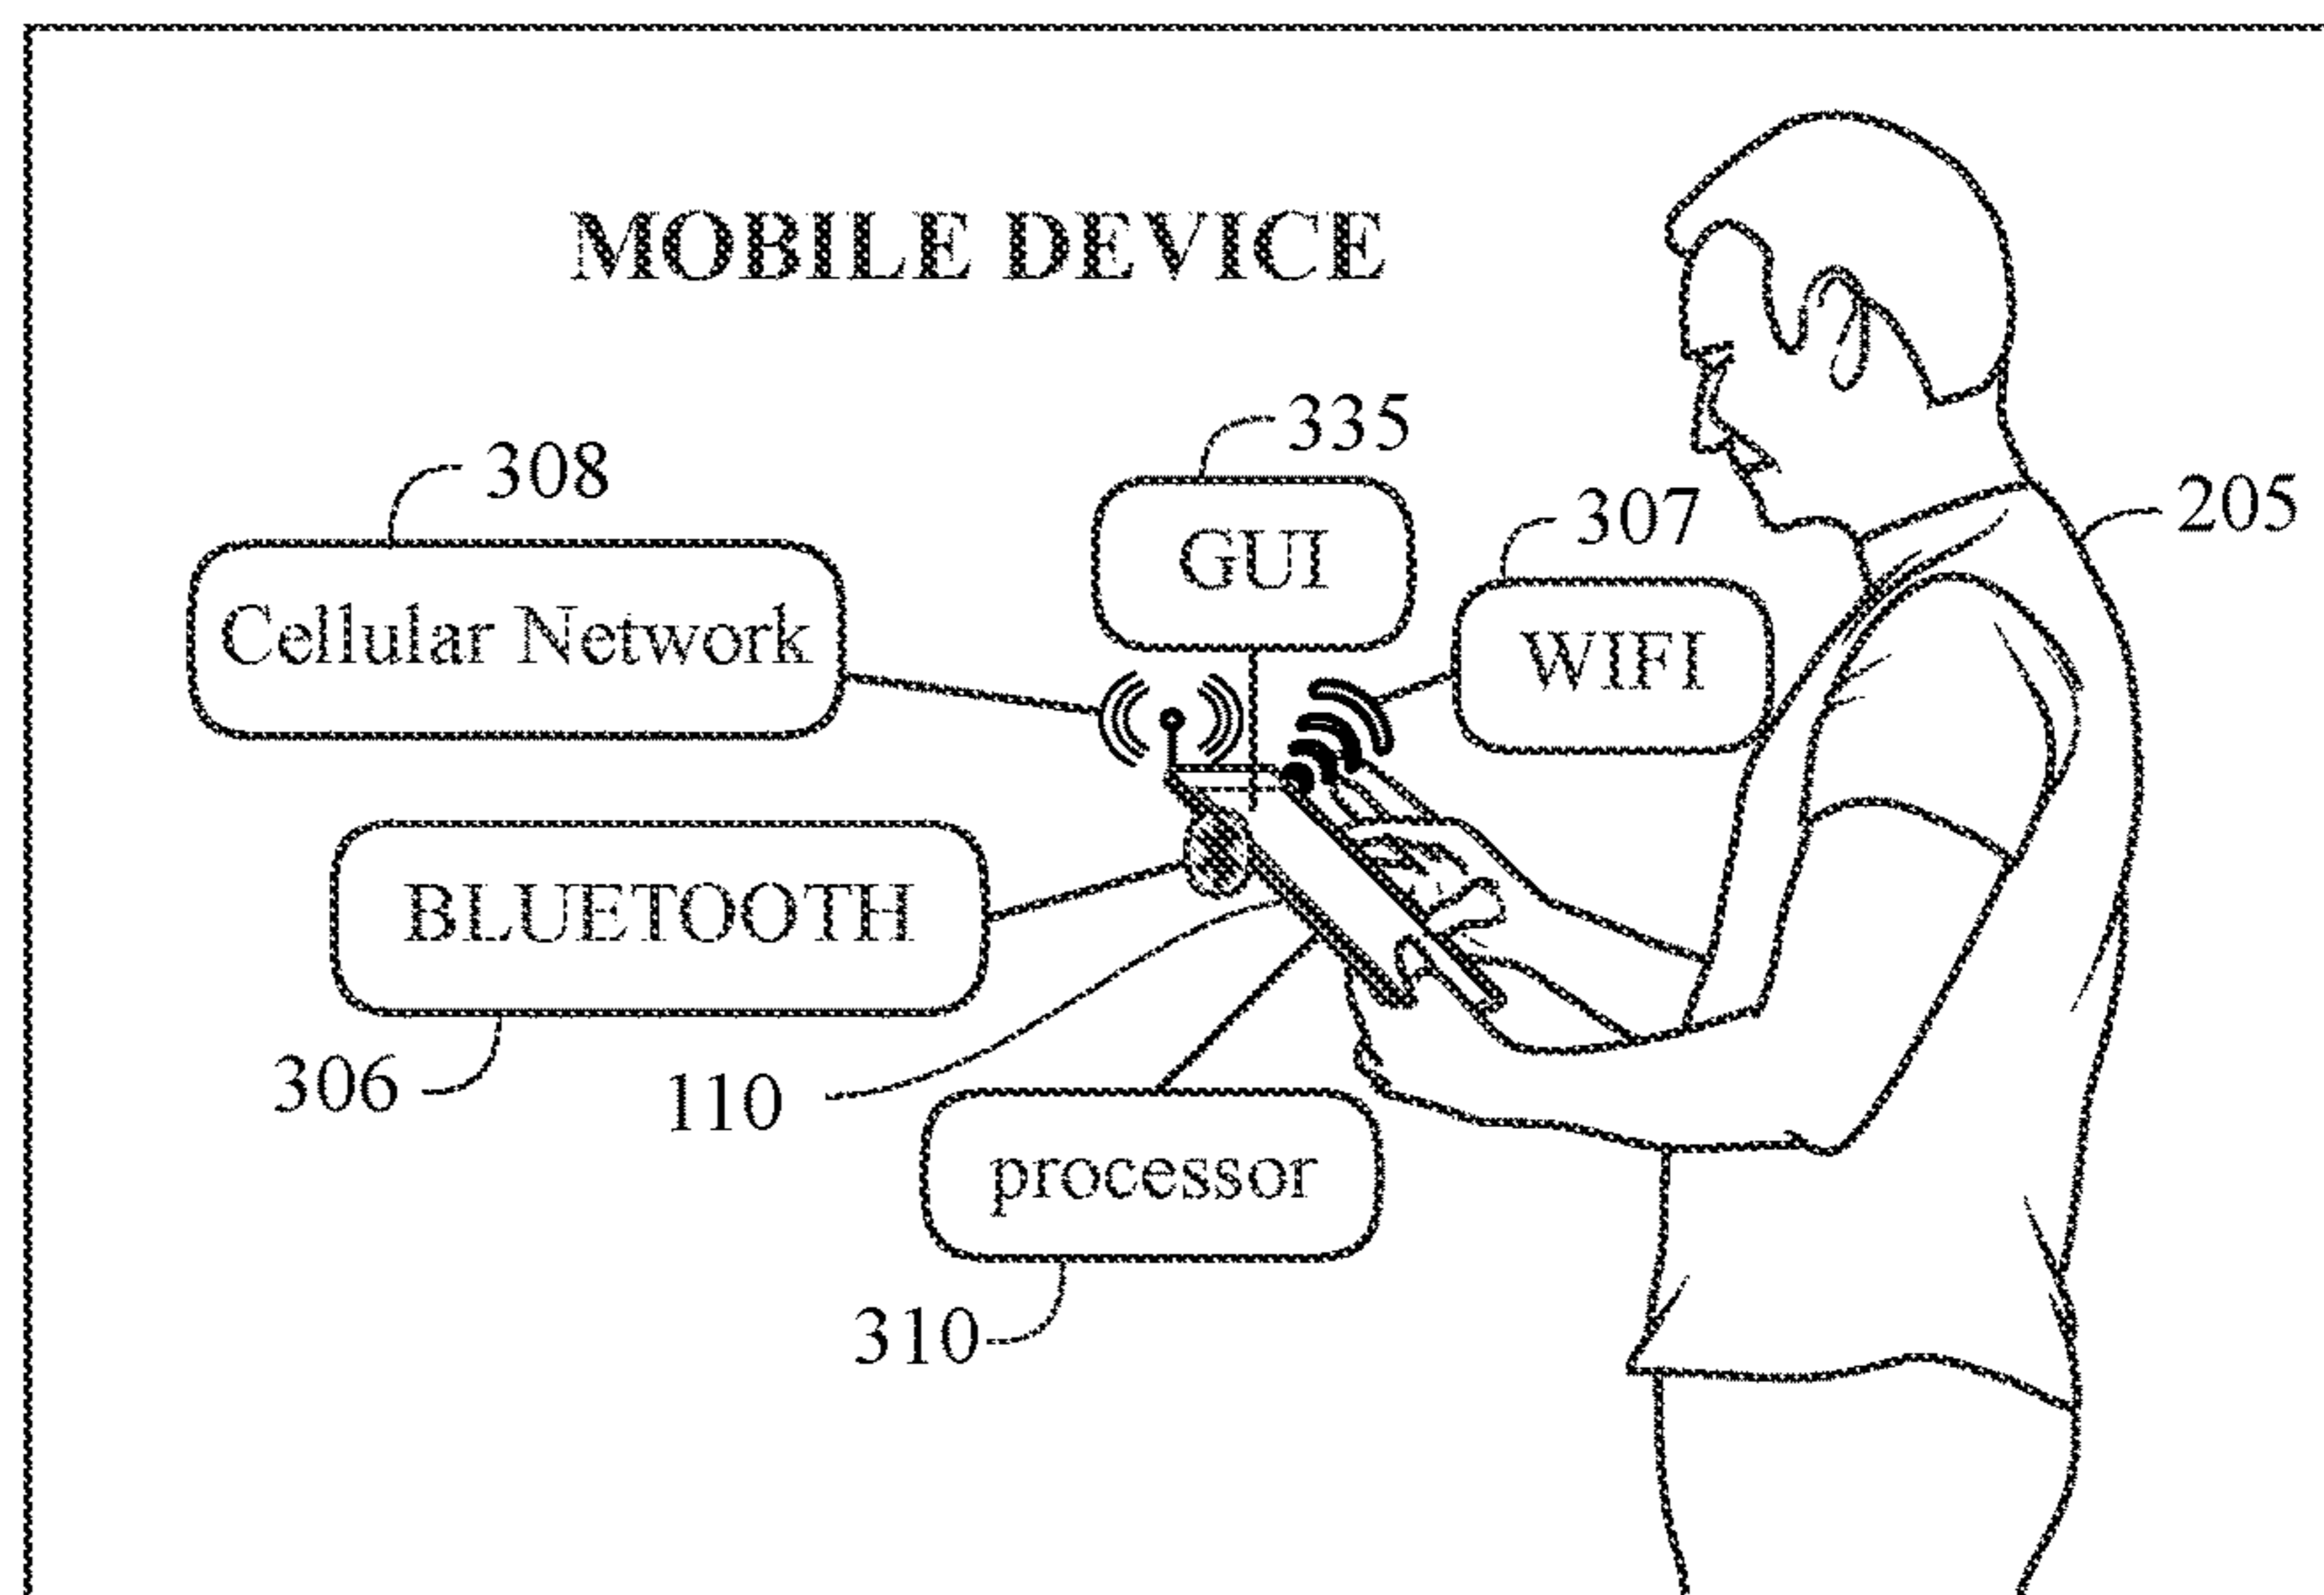 MOBILE DEVICE
335
308
GUI
307
205
Cellular Network
WIFI
BLUETOOTH
306
110
processor
310